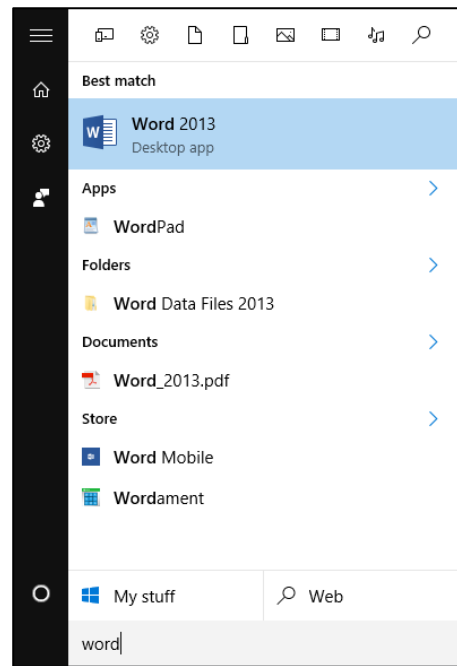 Best match
Word 2013
Desktop app
Apps
WordPad
Folders
Word Data Files 2013
Documents
Word_2013.pdf
Store
Word Mobile
Wordament
My stuff
Web
word